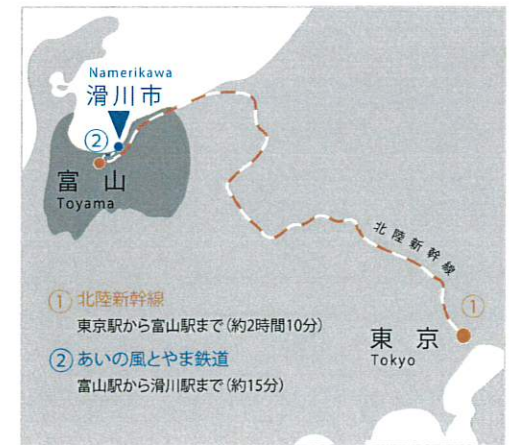 Namerikawa
滑川市
②
富山
Toyama
北陸新幹線
①
東京
Tokyo
① 北陸新幹線
東京駅から富山駅まで（約2時間10分）
② あいの風とやま鉄道
富山駅から滑川駅まで（約15分）